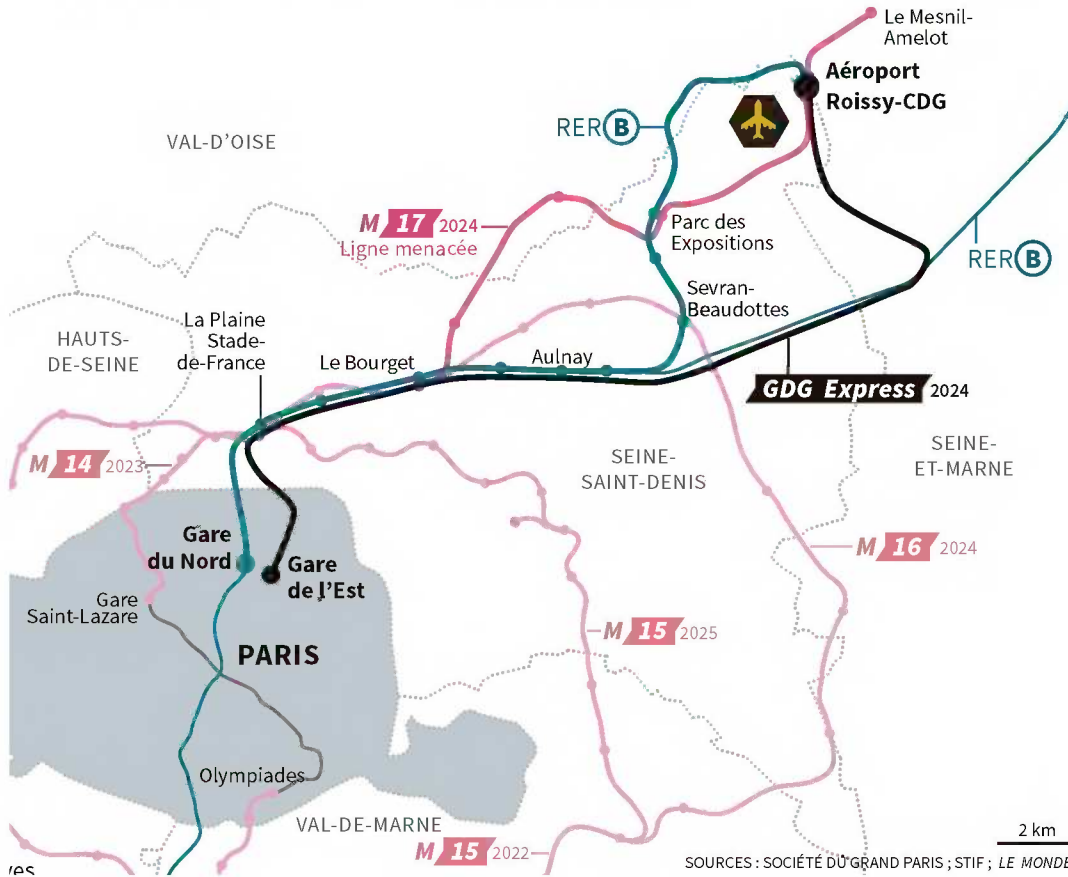 Le Mesnil-
Amelot
Aéroport
Roissy-CDG
RER B
VAL-D'OISE
M 17 2024
Ligne menacée
Parc des
Expositions
RER B
Sevran-
Beaudottes
La Plaine
Stade-
de-France
HAUTS-
DE-SEINE
Le Bourget
Aulnay
GDG Express 2024
M 14 2023
SEINE-
SAINT-DENIS
SEINE-
ET-MARNE
Gare
du Nord
Gare
de l'Est
M 16 2024
Gare
Saint-Lazare
M 15 2025
PARIS
Olympiades
VAL-DE-MARNE
M 15 2022
2 km
SOURCES : SOCIÉTÉ DU GRAND PARIS ; STIF ; LE MONDE